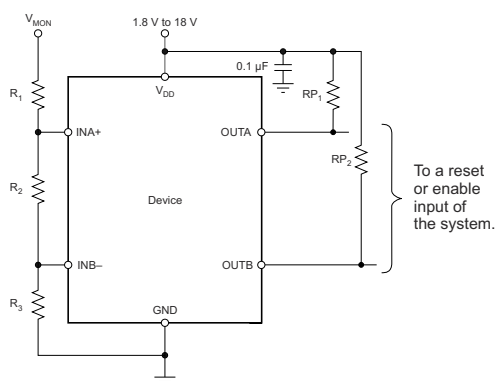 VMON
1.8 V to 18 V
0.1 µF
R1
VDD
RP1
INA+
OUTA
RP2
R2
Device
To a reset
or enable
input of
the system.
INB–
OUTB
R3
GND